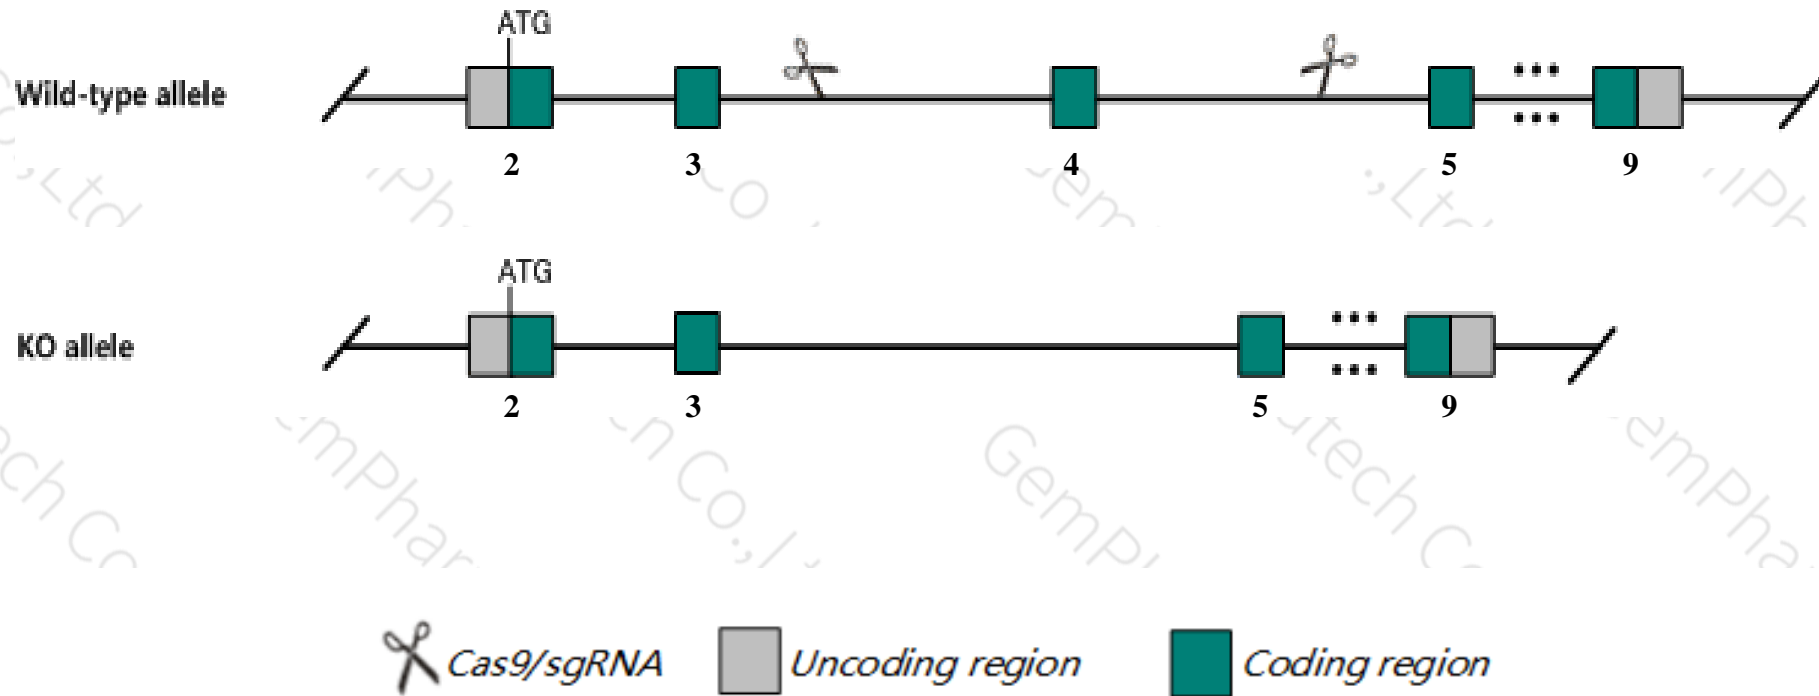 ATG
Wild-type allele
2 3 4 5 9
ATG
KO allele
2 3 5 9
Cas9/sgRNA Uncoding region Coding region